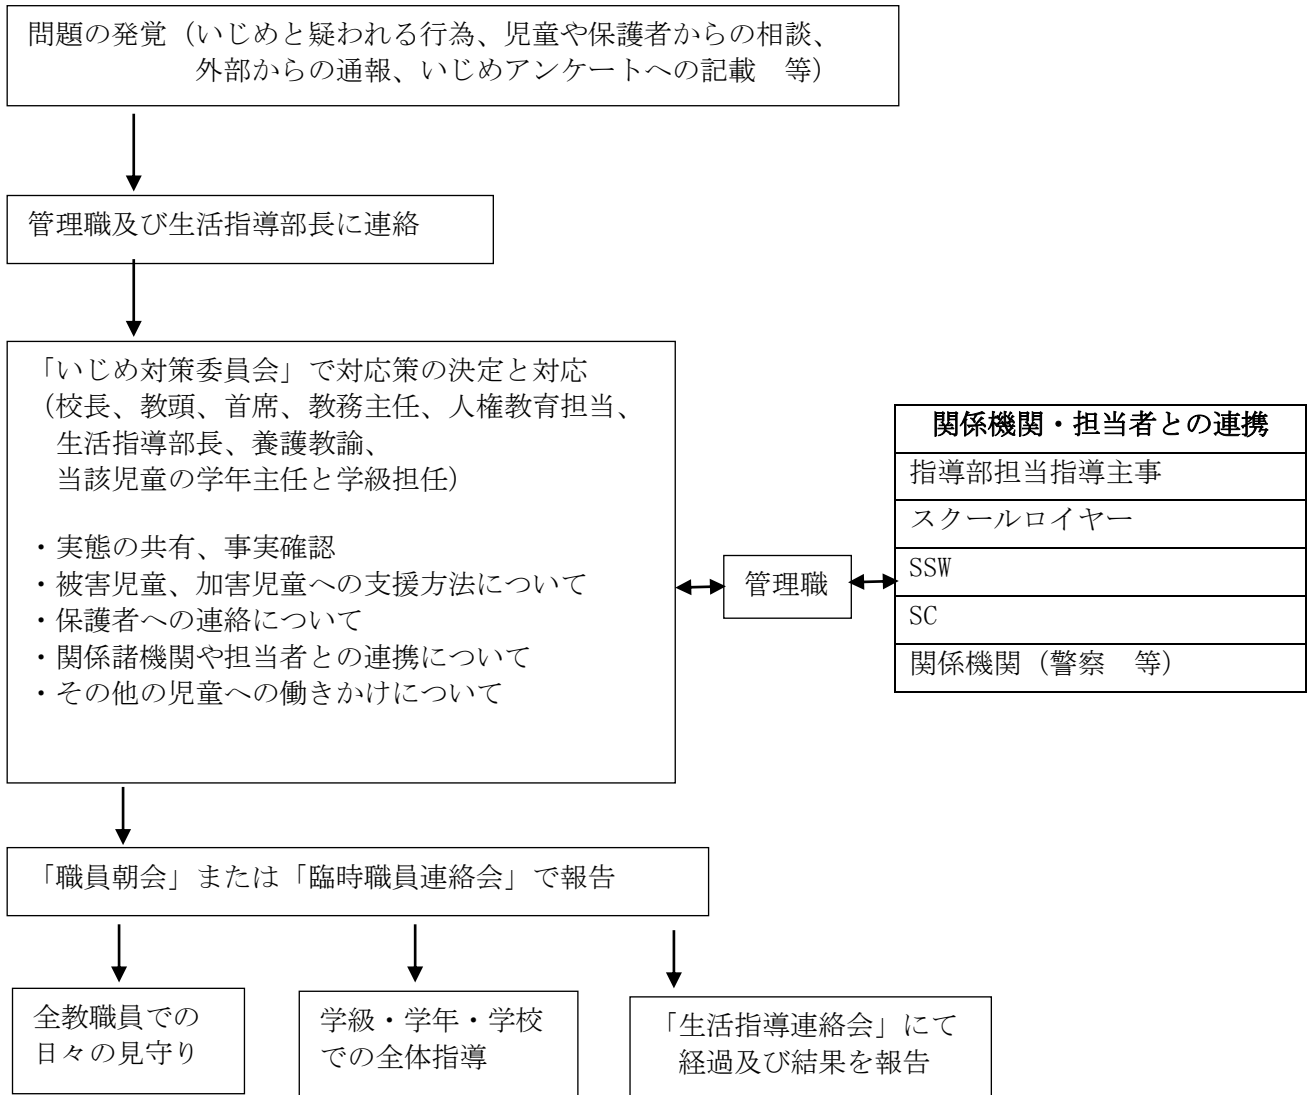 問題の発覚（いじめと疑われる行為、児童や保護者からの相談、
外部からの通報、いじめアンケートへの記載　等）
管理職及び生活指導部長に連絡
「いじめ対策委員会」で対応策の決定と対応
（校長、教頭、首席、教務主任、人権教育担当、
生活指導部長、養護教諭、
当該児童の学年主任と学級担任）
・実態の共有、事実確認
・被害児童、加害児童への支援方法について
・保護者への連絡について
・関係諸機関や担当者との連携について
・その他の児童への働きかけについて
管理職
関係機関・担当者との連携
指導部担当指導主事
スクールロイヤー
SSW
SC
関係機関（警察　等）
「職員朝会」または「臨時職員連絡会」で報告
全教職員での
日々の見守り
学級・学年・学校
での全体指導
「生活指導連絡会」にて
経過及び結果を報告